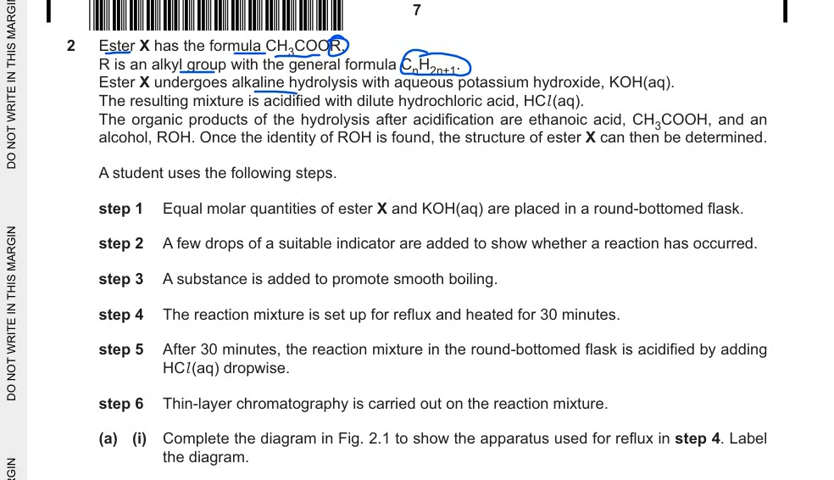 7
2 Ester X has the formula CH₃COOR.
R is an alkyl group with the general formula CₙH₂ₙ₊₁.
Ester X undergoes alkaline hydrolysis with aqueous potassium hydroxide, KOH(aq).
The resulting mixture is acidified with dilute hydrochloric acid, HCl(aq).
The organic products of the hydrolysis after acidification are ethanoic acid, CH₃COOH, and an
alcohol, ROH. Once the identity of ROH is found, the structure of ester X can then be determined.
A student uses the following steps.
step 1 Equal molar quantities of ester X and KOH(aq) are placed in a round-bottomed flask.
step 2 A few drops of a suitable indicator are added to show whether a reaction has occurred.
step 3 A substance is added to promote smooth boiling.
step 4 The reaction mixture is set up for reflux and heated for 30 minutes.
step 5 After 30 minutes, the reaction mixture in the round-bottomed flask is acidified by adding
HCl(aq) dropwise.
step 6 Thin-layer chromatography is carried out on the reaction mixture.
(a) (i) Complete the diagram in Fig. 2.1 to show the apparatus used for reflux in step 4. Label
the diagram.
DO NOT WRITE IN THIS MARGIN
DO NOT WRITE IN THIS MARGIN